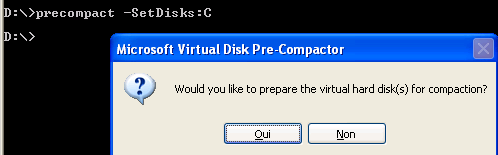 D:\>precompact -SetDisks:C
D:\>
Microsoft Virtual Disk Pre-Compactor
Would you like to prepare the virtual hard disk(s) for compaction?
Oui Non